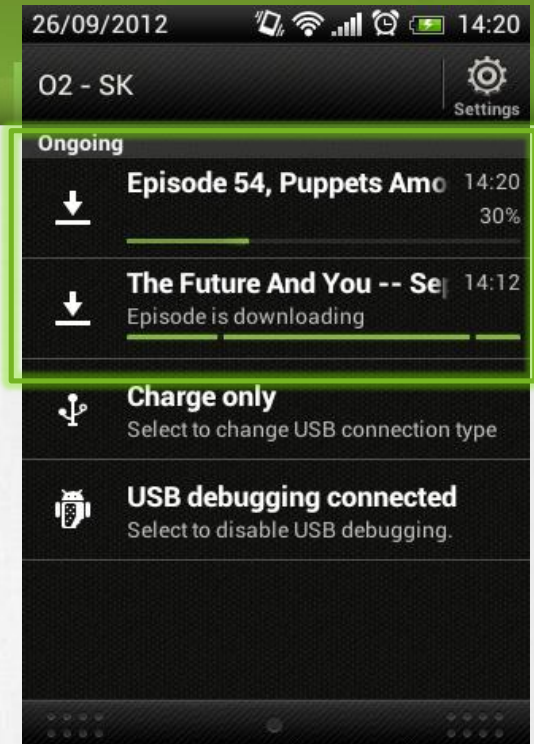 26/09/2012 14:20
O2 - SK
Settings
Ongoing
Episode 54, Puppets Amo 14:20
30%
The Future And You -- Se 14:12
Episode is downloading
Charge only
Select to change USB connection type
USB debugging connected
Select to disable USB debugging.